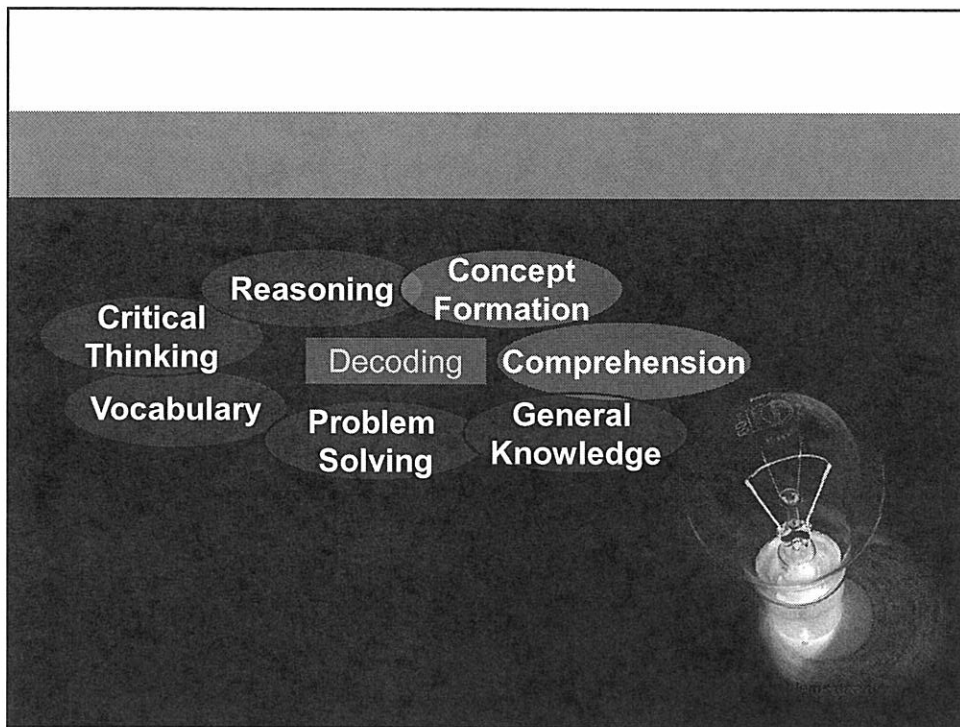 Reasoning
Concept
Formation
Critical
Thinking
Decoding
Comprehension
Vocabulary
Problem
Solving
General
Knowledge